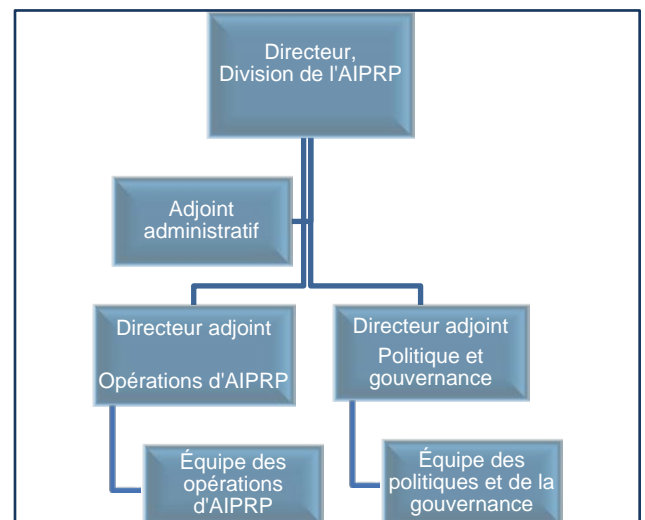 Directeur,
Division de l'AIPRP
Adjoint
administratif
Directeur adjoint
Opérations d'AIPRP
Directeur adjoint
Politique et
gouvernance
Équipe des
opérations
d'AIPRP
Équipe des
politiques et de la
gouvernance